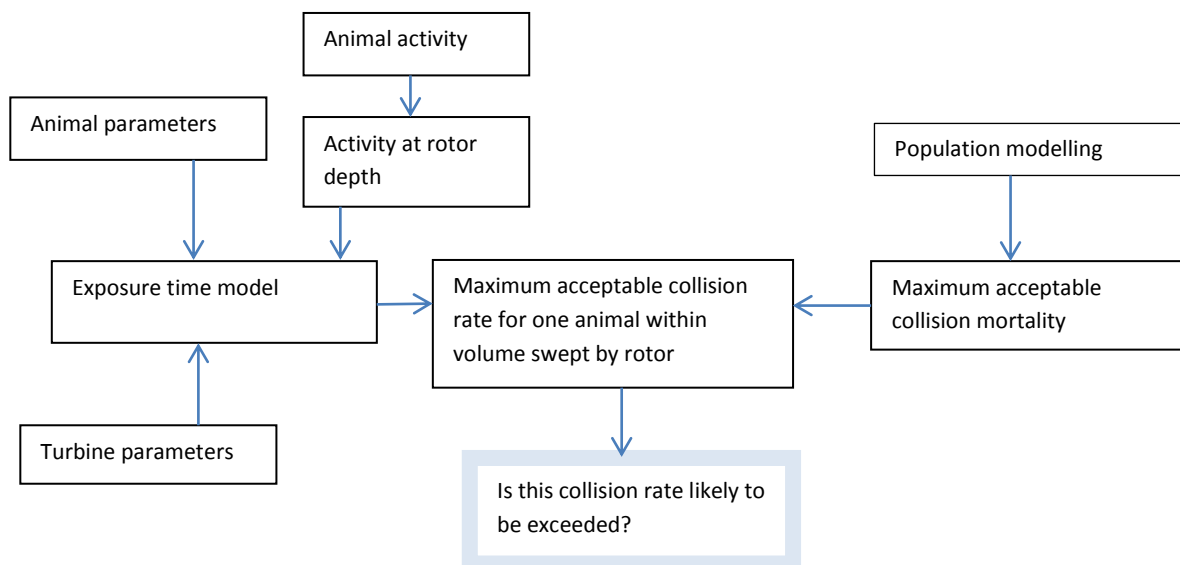 Animal activity
Animal parameters
Activity at rotor
depth
Population modelling
Exposure time model
Maximum acceptable collision
rate for one animal within
volume swept by rotor
Maximum acceptable
collision mortality
Turbine parameters
Is this collision rate likely to
be exceeded?